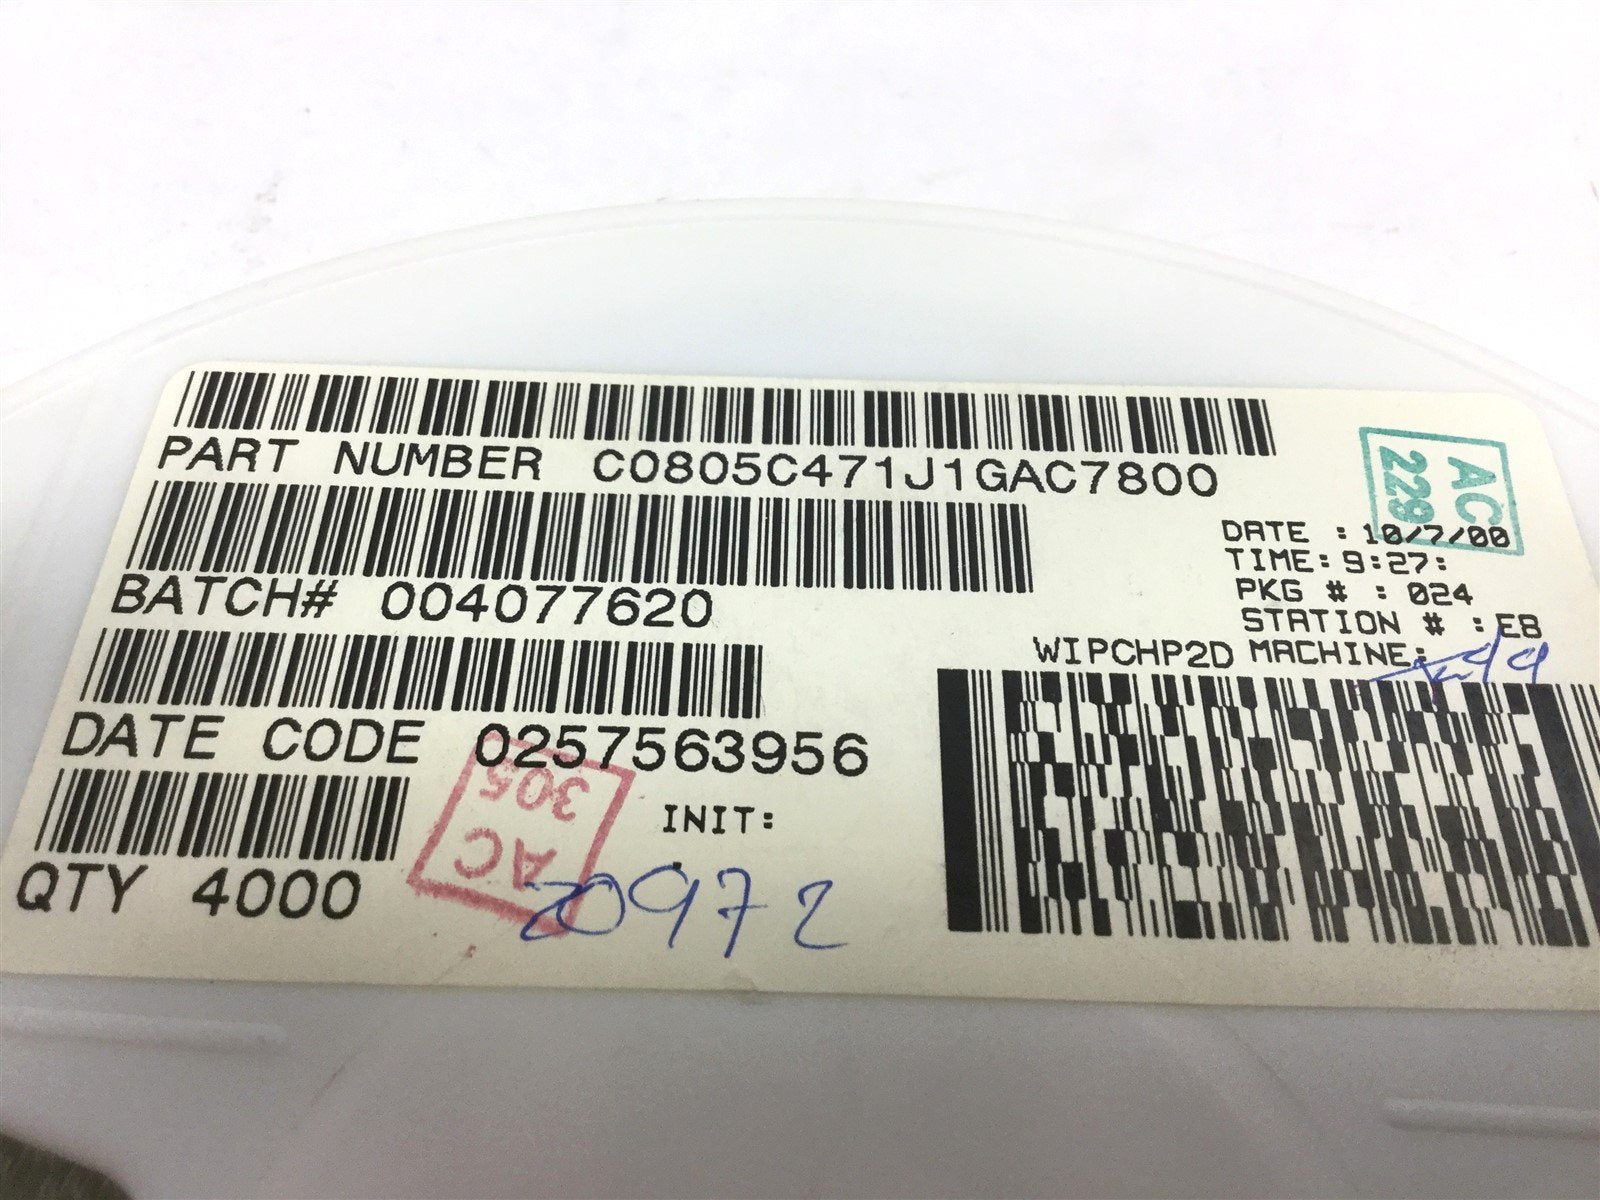 PART NUMBER C0805C471J1GAC7800
AC
229
DATE : 10/7/00
TIME: 9:27:
PKG # : 024
STATION # : E8
WIPCHP2D MACHINE:
BATCH# 004077620
DATE CODE 0257563956
AC
305
INIT:
QTY 4000
20972